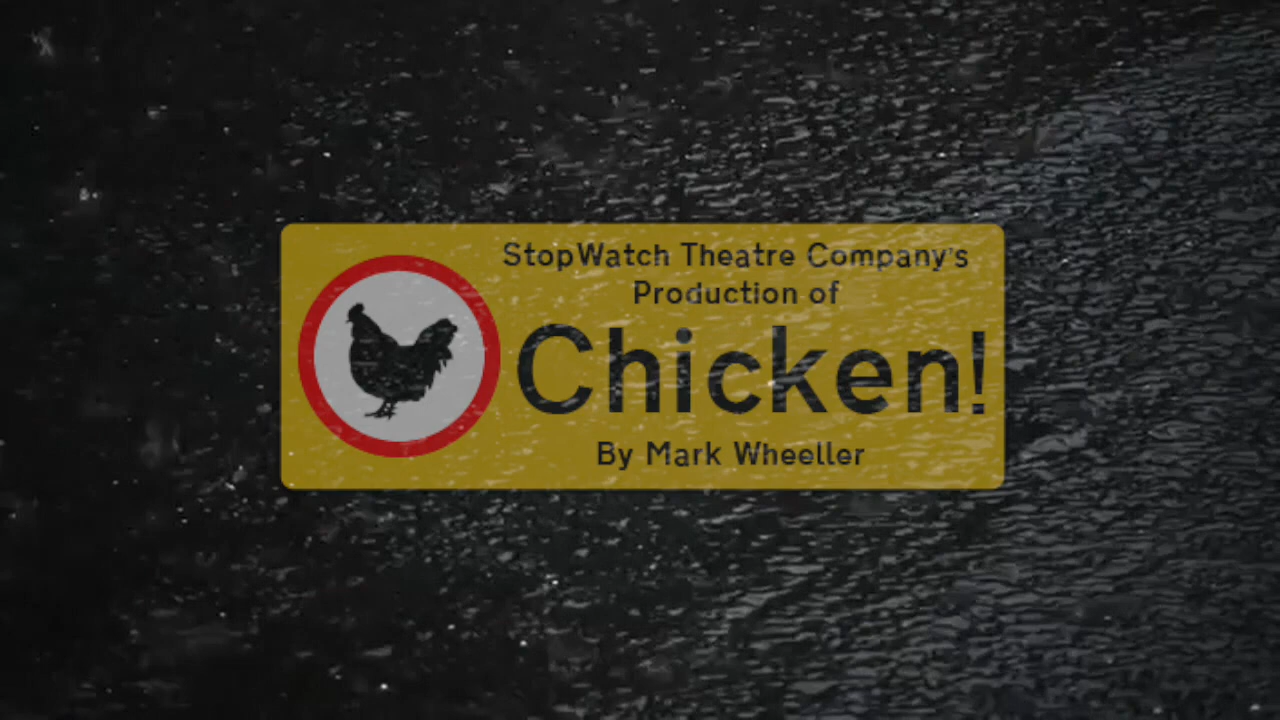 StopWatch Theatre Company's
Production of
Chicken!
By Mark Wheeller